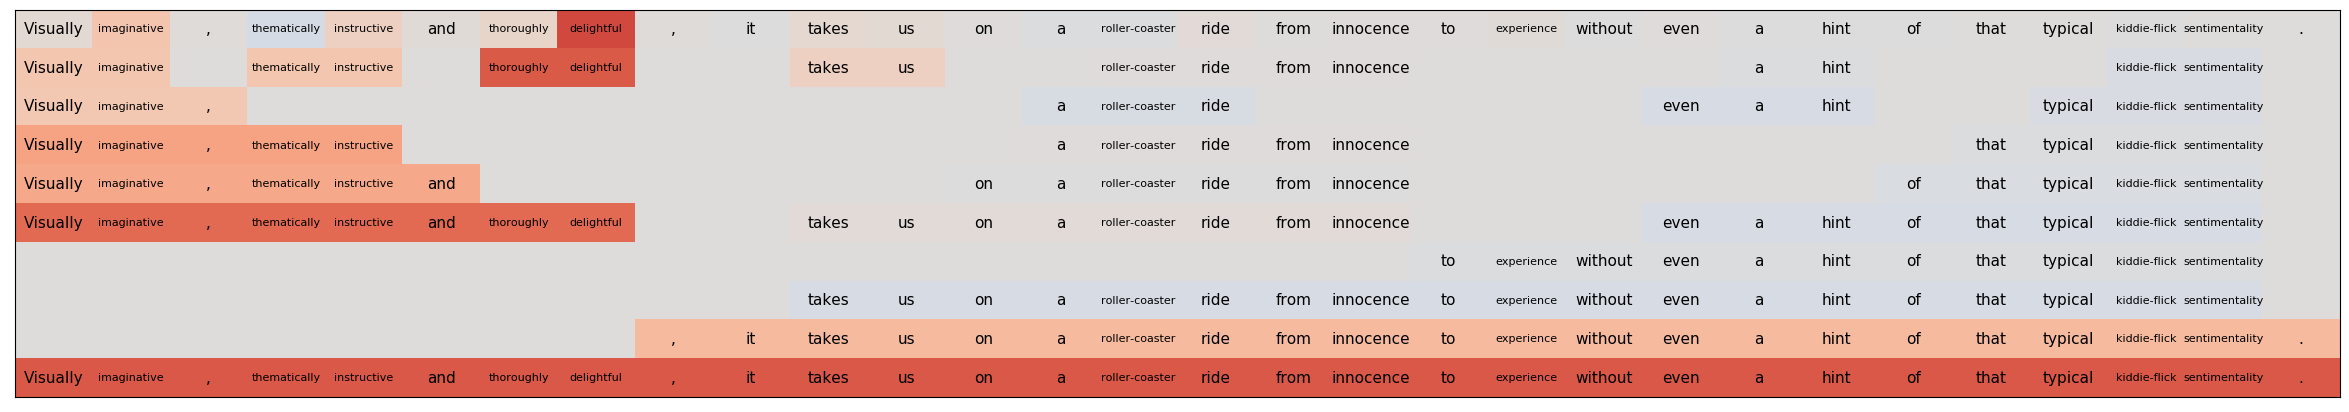 Visually imaginative , thematically instructive and thoroughly delightful , it takes us on a roller-coaster ride from innocence to experience without even a hint of that typical kiddie-flick sentimentality .
Visually imaginative thematically instructive thoroughly delightful takes us roller-coaster ride from innocence a hint kiddie-flick sentimentality
Visually imaginative , a roller-coaster ride even a hint typical kiddie-flick sentimentality
Visually imaginative , thematically instructive a roller-coaster ride from innocence that typical kiddie-flick sentimentality
Visually imaginative , thematically instructive and on a roller-coaster ride from innocence of that typical kiddie-flick sentimentality
Visually imaginative , thematically instructive and thoroughly delightful takes us on a roller-coaster ride from innocence even a hint of that typical kiddie-flick sentimentality
to experience without even a hint of that typical kiddie-flick sentimentality
takes us on a roller-coaster ride from innocence to experience without even a hint of that typical kiddie-flick sentimentality
, it takes us on a roller-coaster ride from innocence to experience without even a hint of that typical kiddie-flick sentimentality .
Visually imaginative , thematically instructive and thoroughly delightful , it takes us on a roller-coaster ride from innocence to experience without even a hint of that typical kiddie-flick sentimentality .